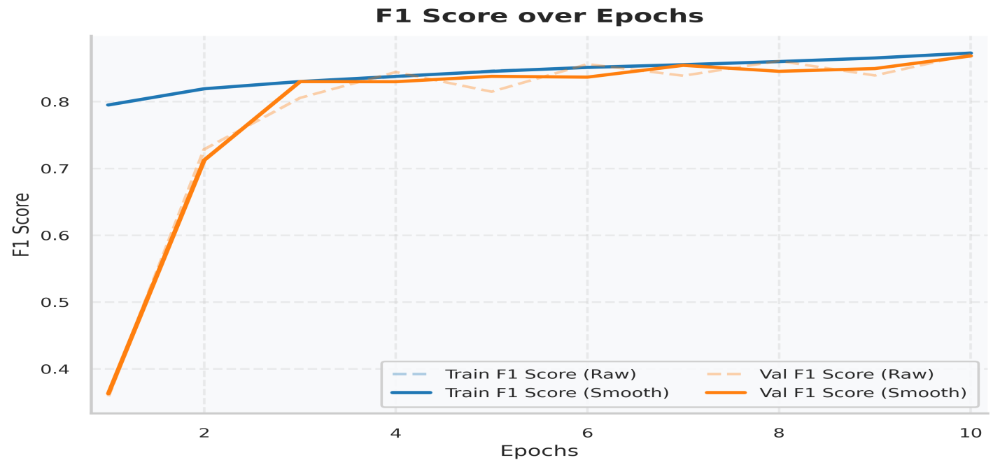 F1 Score over Epochs
F1 Score
0.8
0.7
0.6
0.5
0.4
Train F1 Score (Raw)
Train F1 Score (Smooth)
Val F1 Score (Raw)
Val F1 Score (Smooth)
2 4 6 8 10
Epochs